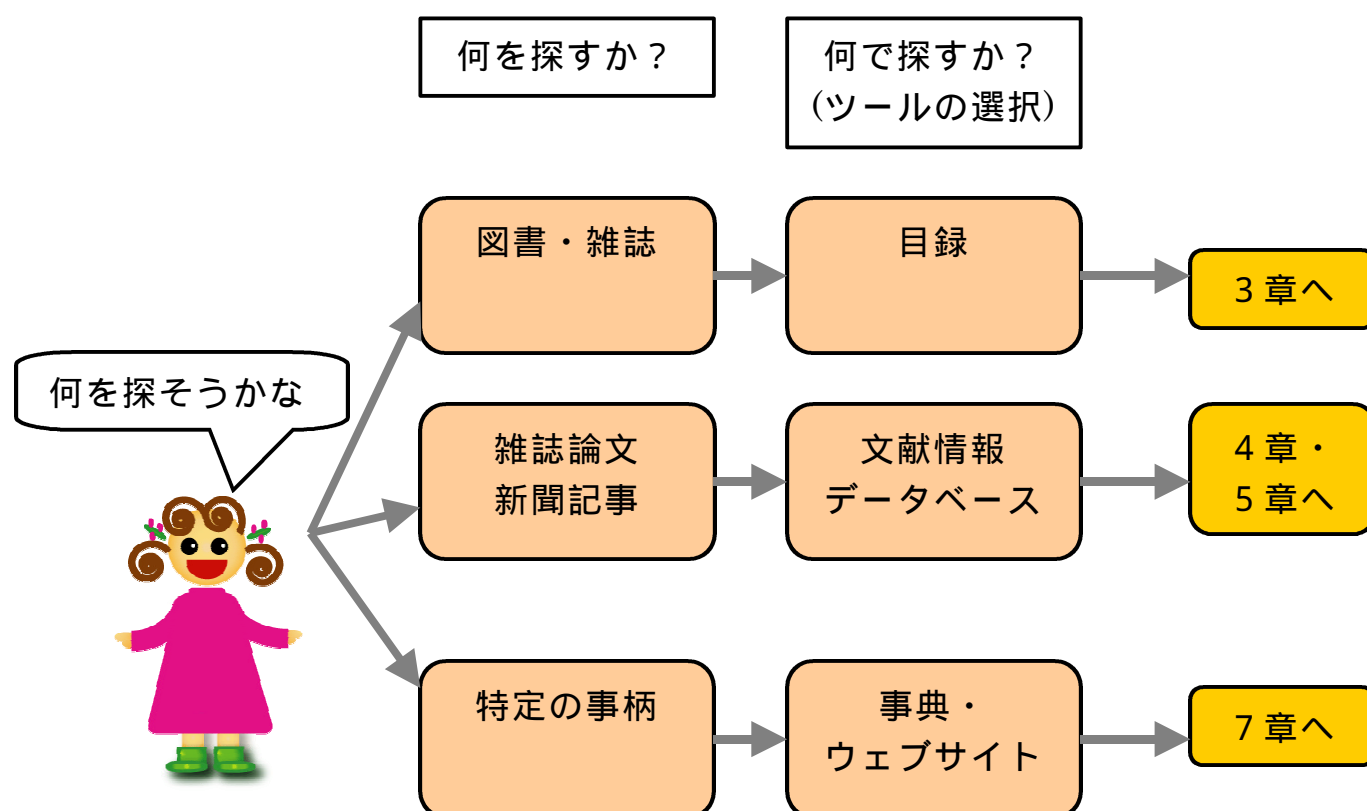 何を探すか？
何で探すか？
(ツールの選択)
図書・雑誌
目録
3 章へ
何を探そうかな
雑誌論文
新聞記事
文献情報
データベース
4 章・
5 章へ
特定の事柄
事典・
ウェブサイト
7 章へ